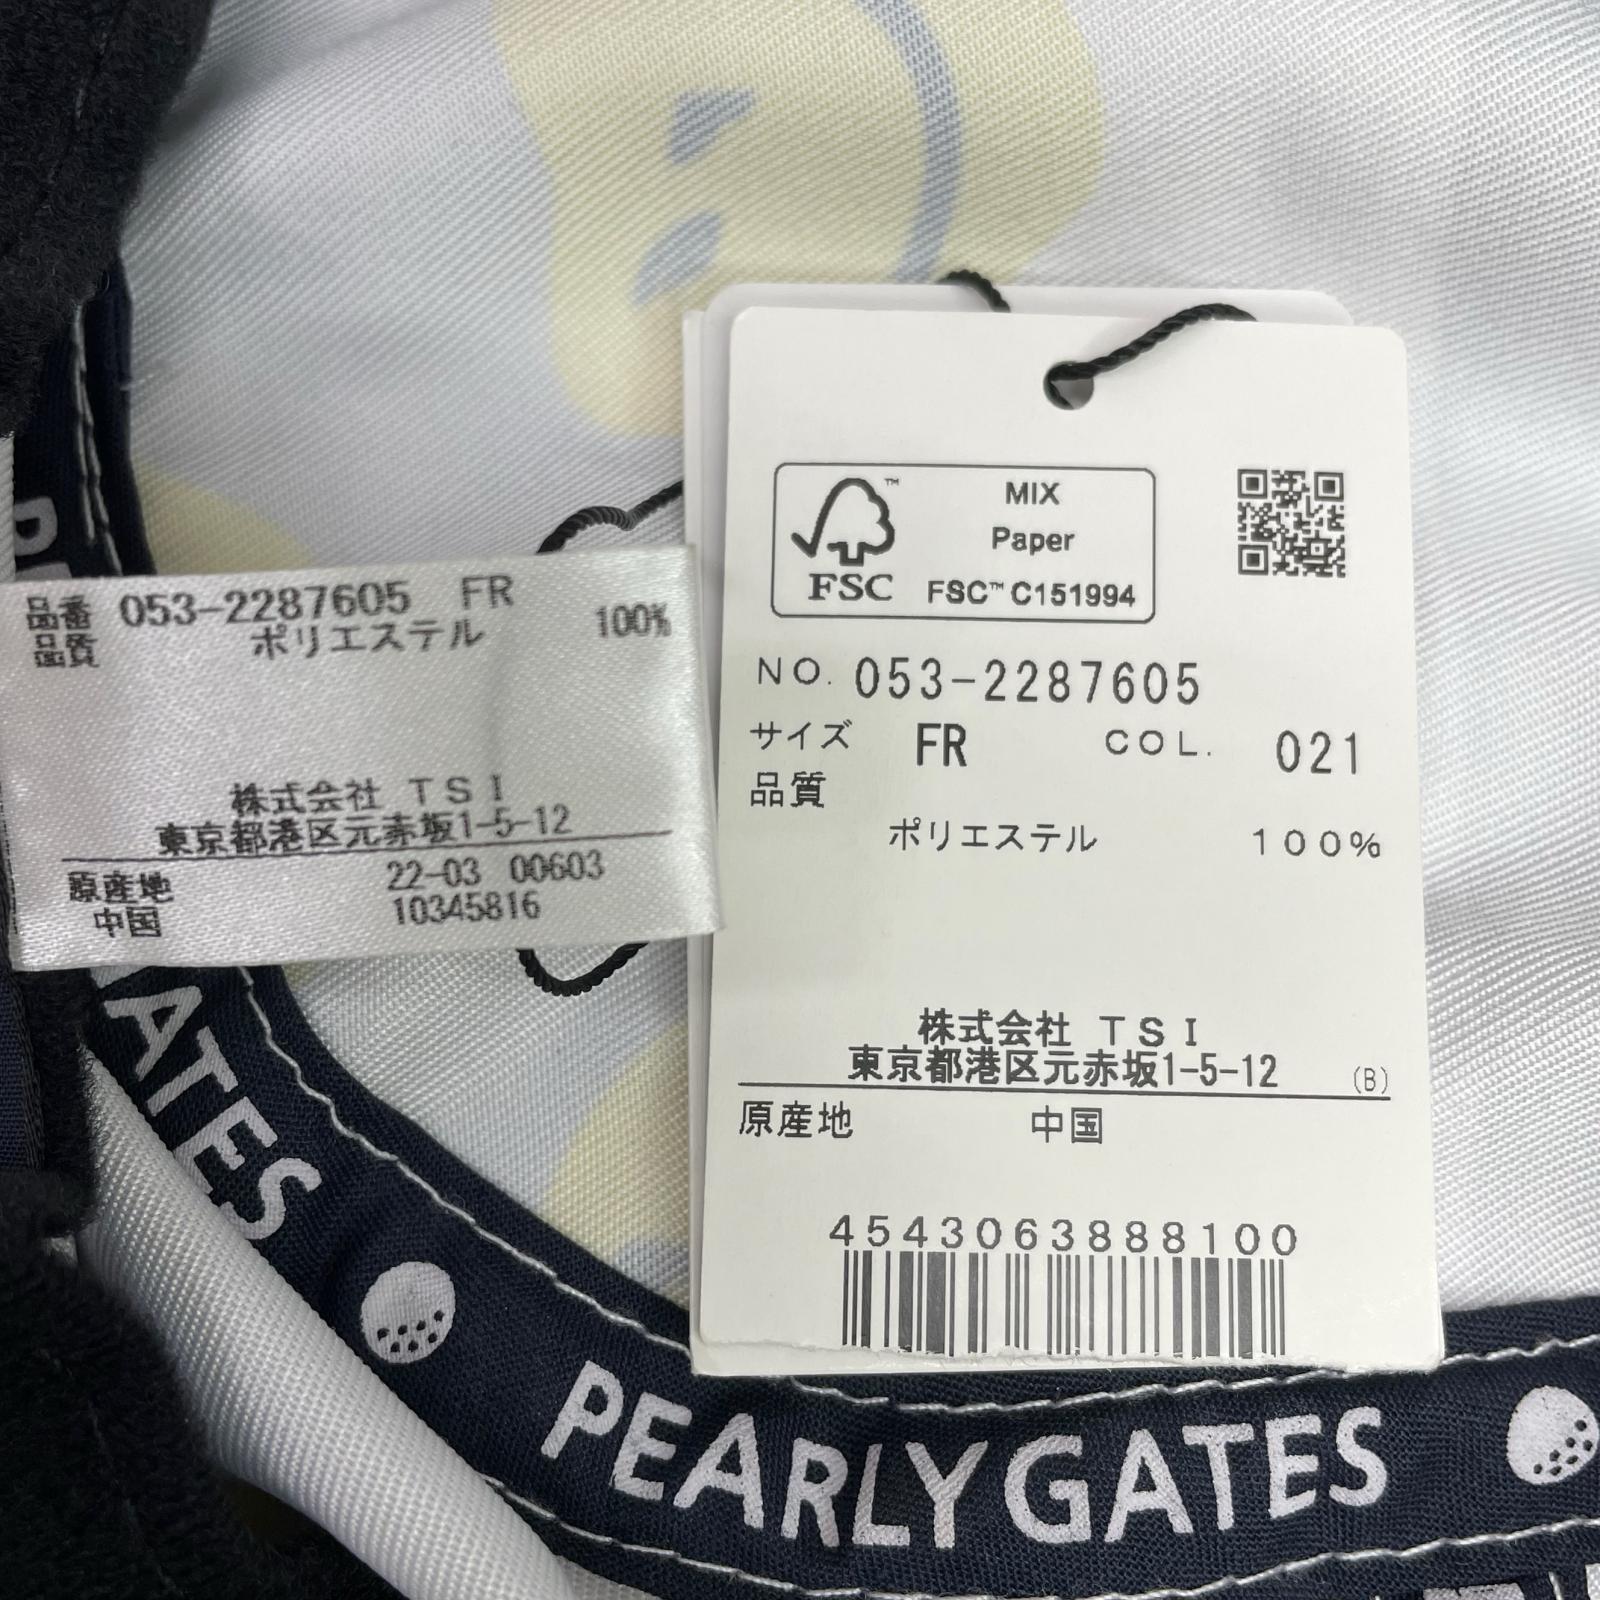 品番 053-2287605 FR
品質 ポリエステル 100%
株式会社 TSI
東京都港区元赤坂1-5-12
原産地 22-03 00603
中国 10345816
FSC
™
MIX
Paper
FSC™ C151994
NO. 053-2287605
サイズ FR COL. 021
品質
ポリエステル 100%
株式会社 TSI
東京都港区元赤坂1-5-12 (B)
原産地 中国
4543063888100
ATES
PEARLY GATES